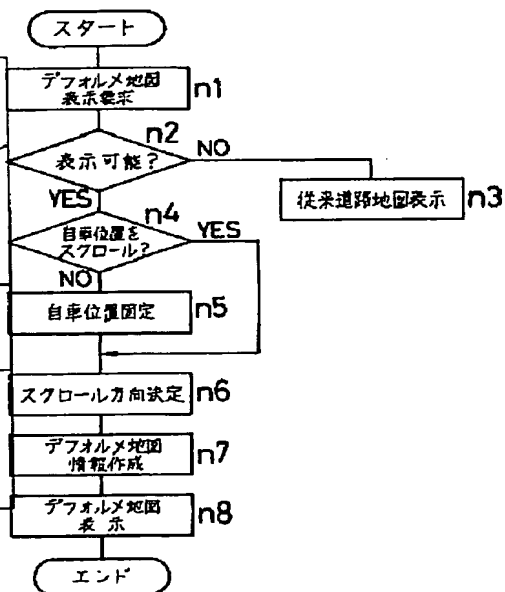 スタート
デフォルメ地図
表示要求
n1
n2
表示可能?
NO
YES
従来道路地図表示
n3
n4
自車位置を
スクロール?
YES
NO
自車位置固定
n5
スクロール方向決定
n6
デフォルメ地図
情報作成
n7
デフォルメ地図
表示
n8
エンド